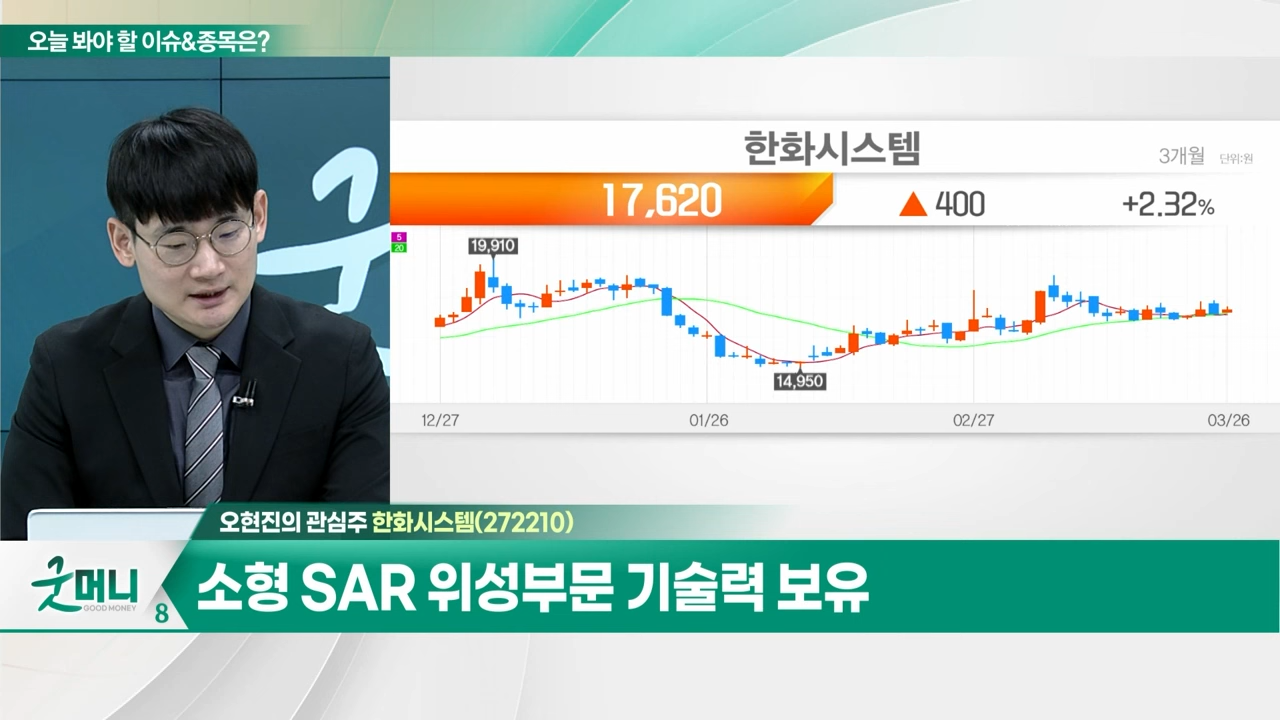 오늘 봐야 할 이슈&종목은?
한화시스템
3개월 단위:원
17,620 ▲ 400 +2.32%
5
20
19,910
14,950
12/27 01/26 02/27 03/26
오현진의 관심주 한화시스템(272210)
굿머니
GOOD MONEY
8
소형 SAR 위성부문 기술력 보유